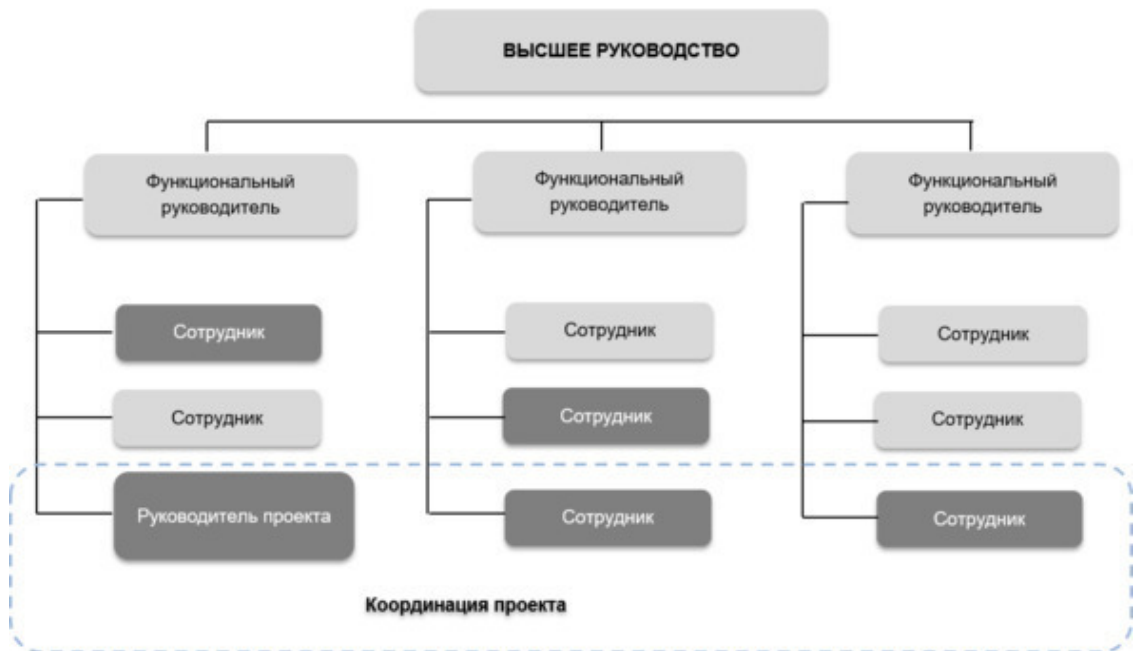 ВЫСШЕЕ РУКОВОДСТВО
Функциональный
руководитель
Функциональный
руководитель
Функциональный
руководитель
Сотрудник
Сотрудник
Сотрудник
Сотрудник
Сотрудник
Сотрудник
Руководитель проекта
Сотрудник
Сотрудник
Координация проекта